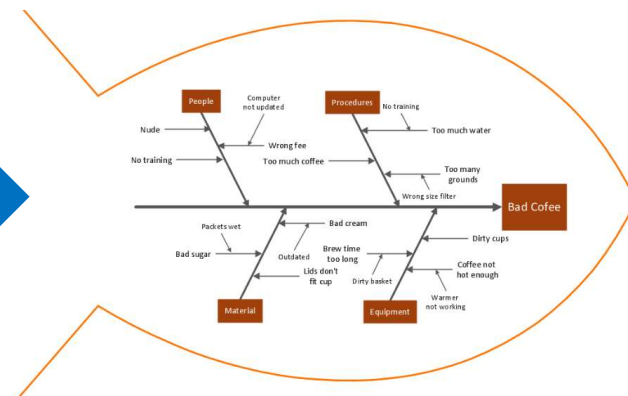 People
Computer
not updated
Nude
Wrong fee
No training
Procedures
No training
Too much water
Too much coffee
Too many
grounds
Wrong size filter
Bad Cofee
Packets wet
Bad cream
Bad sugar
Outdated
Lids don't
fit cup
Material
Dirty cups
Brew time
too long
Coffee not
hot enough
Dirty basket
Warmer
not working
Equipment